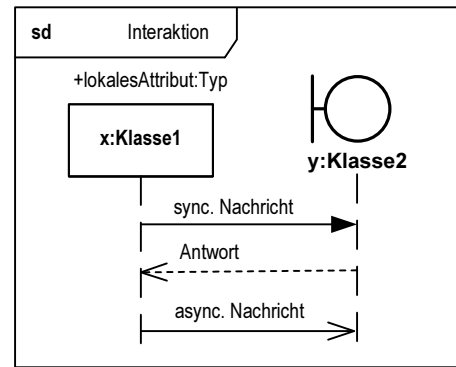 sd Interaktion
+lokalesAttribut:Typ
x:Klasse1
y:Klasse2
sync. Nachricht
Antwort
async. Nachricht